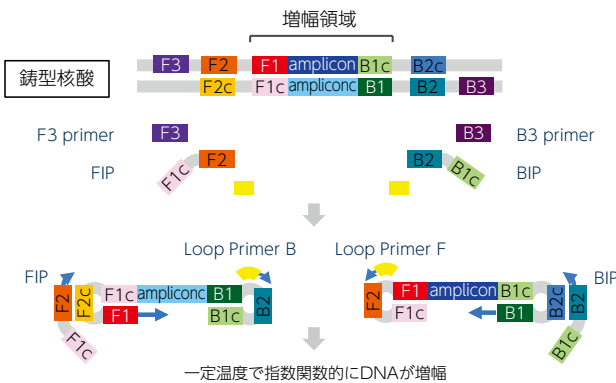 増幅領域
F3 F2 F1 amplicon B1c B2c
鋳型核酸
F2c F1c ampliconc B1 B2 B3
F3 primer F3 B3 B3 primer
FIP F1c F2 B2 B1c BIP
Loop Primer B Loop Primer F
FIP BIP
F2 F2c F1c ampliconc B1 B2 F2 F1 amplicon B1c B2c B2
F1 B1c F1c B1
F1c B1c
一定温度で指数関数的にDNAが増幅